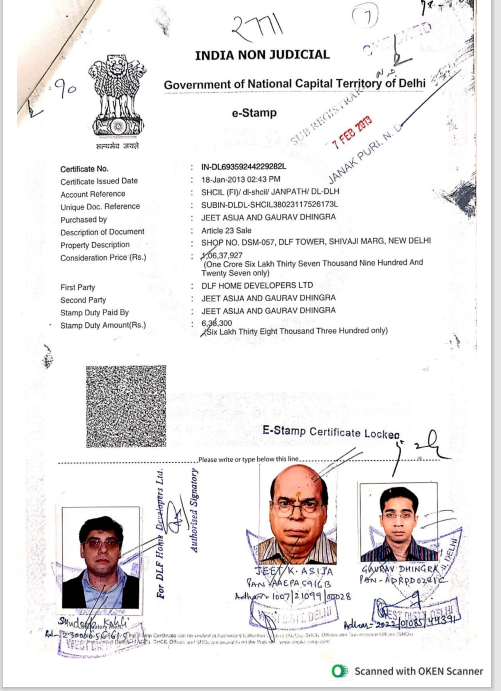 2771
7
INDIA NON JUDICIAL
Government of National Capital Territory of Delhi
90
e-Stamp
सत्यमेव जयते
SUB REGISTRAR
7 FEB 2013
JANAK PURI, N. D
Certificate No. : IN-DL69359244229282L
Certificate Issued Date : 18-Jan-2013 02:43 PM
Account Reference : SHCIL (FI)/ dl-shcil/ JANPATH/ DL-DLH
Unique Doc. Reference : SUBIN-DLDL-SHCIL38023117526173L
Purchased by : JEET ASIJA AND GAURAV DHINGRA
Description of Document : Article 23 Sale
Property Description : SHOP NO. DSM-057, DLF TOWER, SHIVAJI MARG, NEW DELHI
Consideration Price (Rs.) : 1,06,37,927
(One Crore Six Lakh Thirty Seven Thousand Nine Hundred And
Twenty Seven only)
First Party : DLF HOME DEVELOPERS LTD
Second Party : JEET ASIJA AND GAURAV DHINGRA
Stamp Duty Paid By : JEET ASIJA AND GAURAV DHINGRA
Stamp Duty Amount(Rs.) : 6,38,300
(Six Lakh Thirty Eight Thousand Three Hundred only)
E-Stamp Certificate Locked
Please write or type below this line
For DLF Home Developers Ltd.
Authorised Signatory
JEET K. ASIJA
GAURAV DHINGRA
WEST DELHI
Scanned with OKEN Scanner